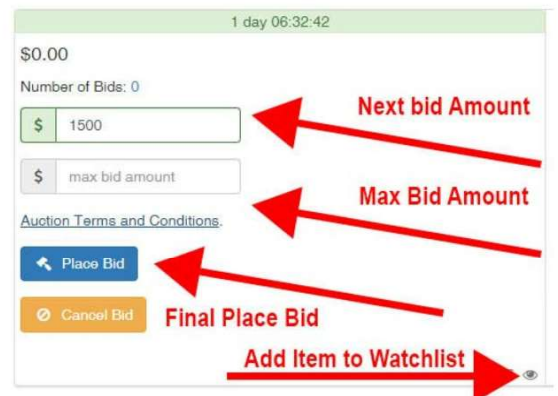 1 day 06:32:42
$0.00
Number of Bids: 0
Next bid Amount
$ 1500
$ max bid amount
Max Bid Amount
Auction Terms and Conditions.
Place Bid
Cancel Bid
Final Place Bid
Add Item to Watchlist